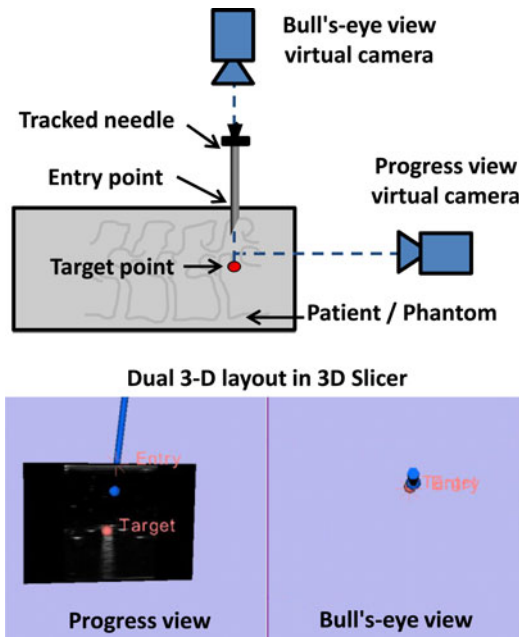 Bull's-eye view
virtual camera
Tracked needle
Progress view
virtual camera
Entry point
Target point
Patient / Phantom
Dual 3-D layout in 3D Slicer
Entry
Target
Entry
Progress view
Bull's-eye view